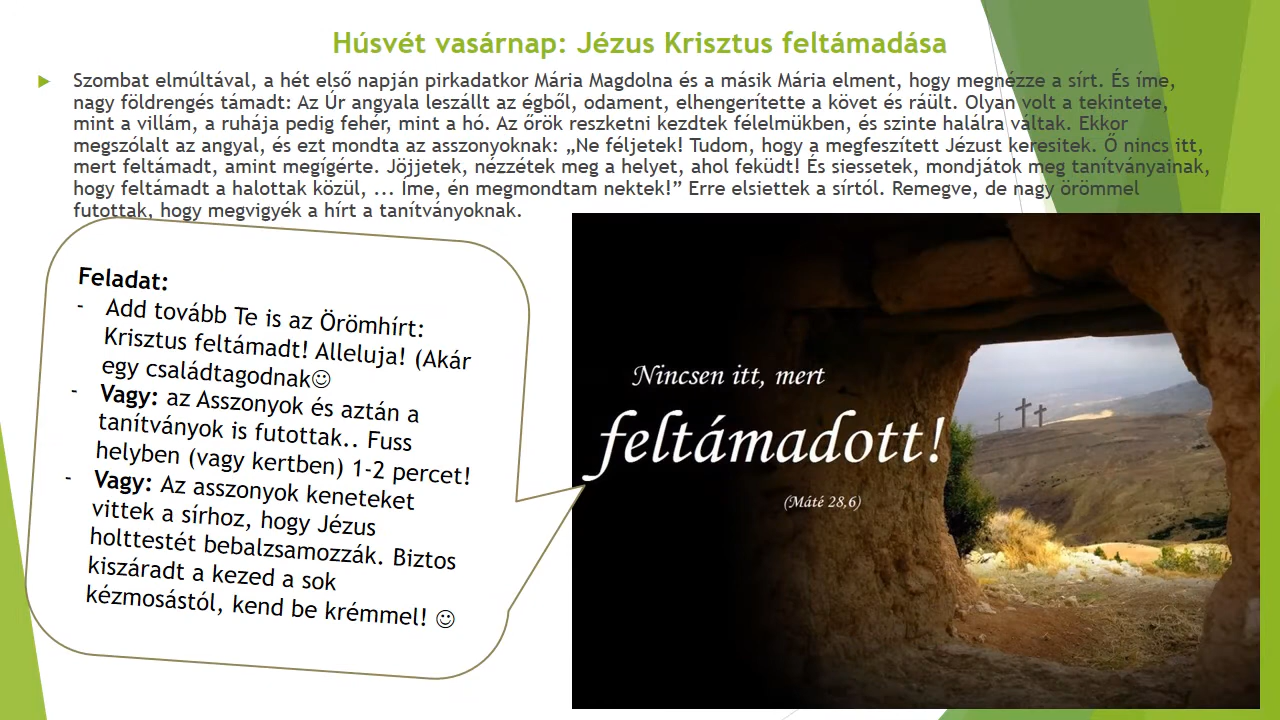 Húsvét vasárnap: Jézus Krisztus feltámadása
Szombat elmúltával, a hét első napján pirkadatkor Mária Magdolna és a másik Mária elment, hogy megnézze a sírt. És íme,
nagy földrengés támadt: Az Úr angyala leszállt az égből, odament, elhengerítette a követ és ráült. Olyan volt a tekintete,
mint a villám, a ruhája pedig fehér, mint a hó. Az őrök reszketni kezdtek félelmükben, és szinte halálra váltak. Ekkor
megszólalt az angyal, és ezt mondta az asszonyoknak: „Ne féljetek! Tudom, hogy a megfeszített Jézust keresitek. Ő nincs itt,
mert feltámadt, amint megígérte. Jöjjetek, nézzétek meg a helyet, ahol feküdt! És siessetek, mondjátok meg tanítványainak,
hogy feltámadt a halottak közül, ... Íme, én megmondtam nektek!” Erre elsiettek a sírtól. Remegve, de nagy örömmel
futottak, hogy megvigyék a hírt a tanítványoknak.
Feladat:
- Add tovább Te is az Örömhírt:
Krisztus feltámadt! Alleluja! (Akár
egy családtagodnak☺
- Vagy: az Asszonyok és aztán a
tanítványok is futottak.. Fuss
helyben (vagy kertben) 1-2 percet!
- Vagy: Az asszonyok keneteket
vittek a sírhoz, hogy Jézus
holttestét bebalzsamozzák. Biztos
kiszáradt a kezed a sok
kézmosástól, kend be krémmel! ☺
Nincsen itt, mert
feltámadott!
(Máté 28,6)